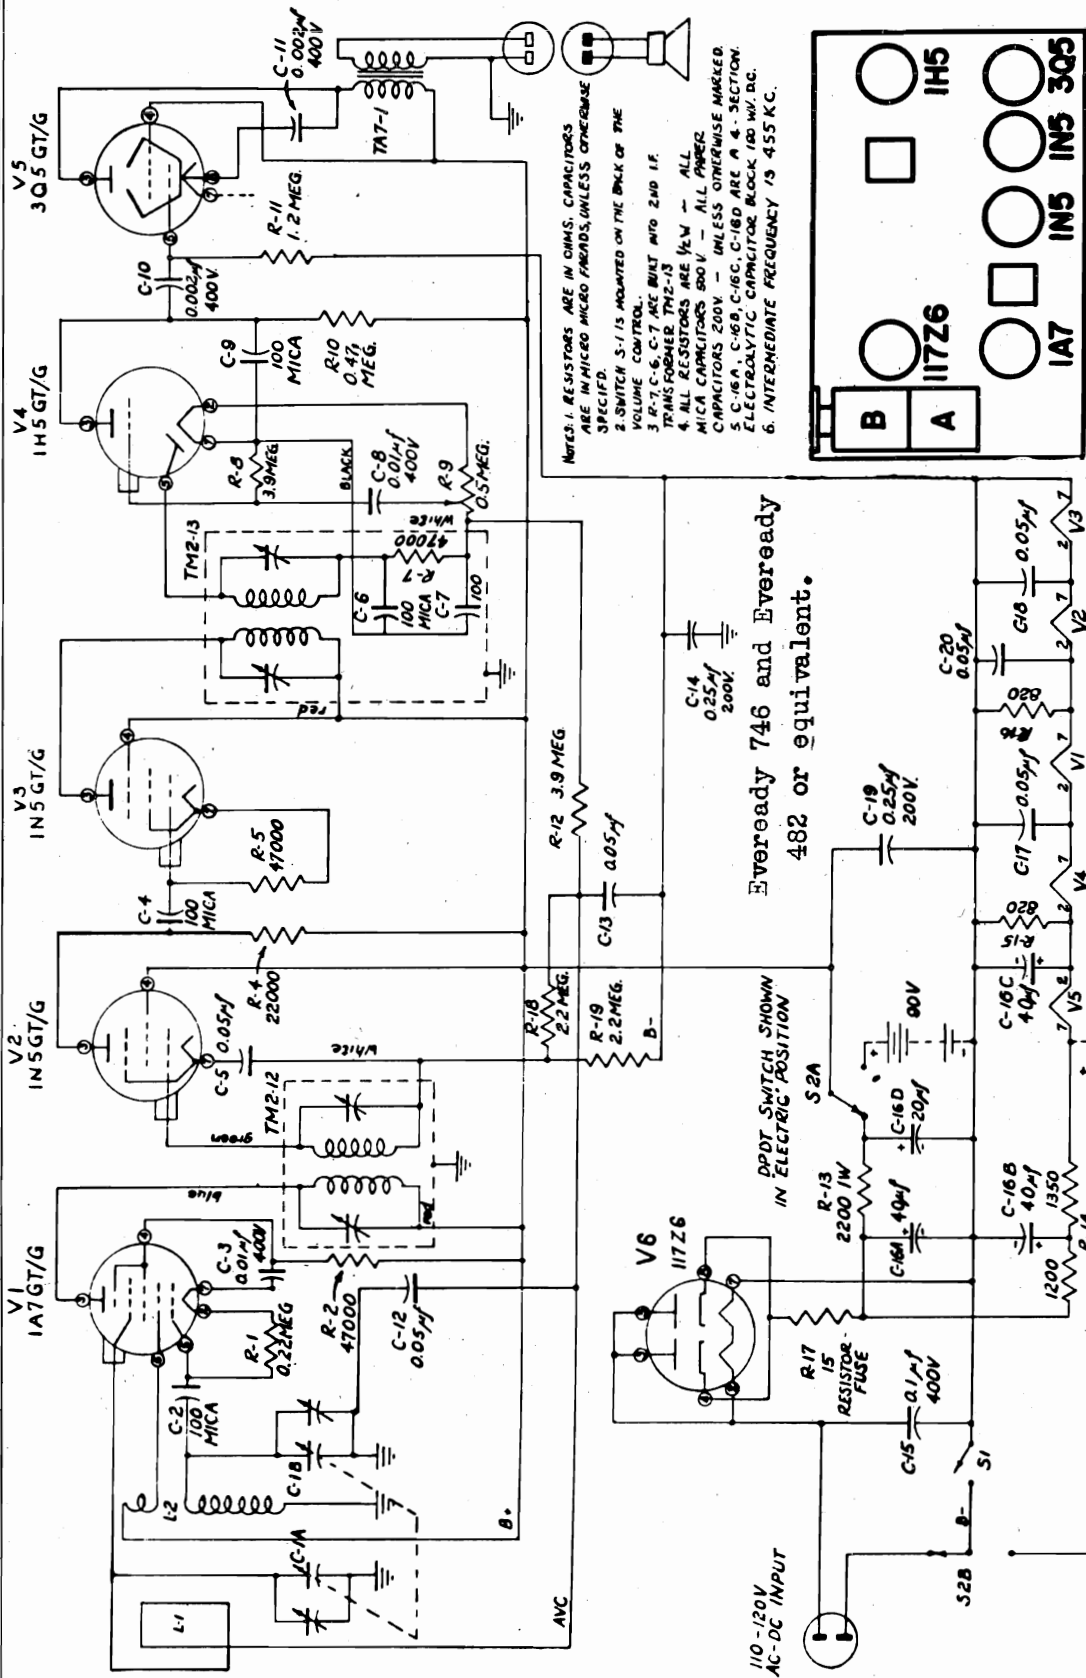 V1
1A7GT/G
V2
1N5GT/G
V3
1N5GT/G
V4
1H5GT/G
V5
3Q5GT/G
3
4
5
6
7
2
8
L-1
L-2
C-1A
C-1B
C-2
100
MICA
R-1
0.22MEG
C-3
0.01µf
400V
R-2
47000
C-12
0.05µf
blue
green
red
white
TM2-12
C-5
0.05µf
R-4
22000
C-4
100
MICA
R-5
47000
red
TM2-13
C-6
100
MICA
C-7
100
R-7
47000
White
BLACK
R-8
3.9MEG
C-8
0.01µf
400V
R-9
0.5MEG.
C-9
100
MICA
R-10
0.47
MEG.
C-10
0.002µf
400V.
R-11
1.2MEG.
C-11
0.002µf
400V
TA7-1
AVC
B+
R-18
2.2MEG.
R-19
2.2MEG.
B-
R-12 3.9MEG
C-13
0.05µf
C-14
0.25µf
200V.
NOTES: 1. RESISTORS ARE IN OHMS, CAPACITORS
ARE IN MICRO MICRO FARADS, UNLESS OTHERWISE
SPECIFD.
2. SWITCH S-1 IS MOUNTED ON THE BACK OF THE
VOLUME CONTROL.
3 R-7, C-6, C-7 ARE BUILT INTO 2ND I.F.
TRANSFORMER TM2-13
4. ALL RESISTORS ARE 1/2W - ALL
MICA CAPACITORS 500V - ALL PAPER
CAPACITORS 200V. - UNLESS OTHERWISE MARKED.
5. C-16A, C-16B, C-16C, C-16D ARE A 4-SECTION
ELECTROLYTIC CAPACITOR BLOCK 150 W.V. D.C.
6. INTERMEDIATE FREQUENCY IS 455 KC.
Eveready 746 and Eveready
482 or equivalent.
110-120V
AC-DC INPUT
S2B
B-
S1
C-15
0.1µf
400V
V6
117Z6
R-17
15
RESISTOR-
FUSE
R-13
2200 1W
C-16A
40µf
C-16D
20µf
DPDT SWITCH SHOWN
IN "ELECTRIC" POSITION
S2A
90V
C-16B
40µf
1200
1350
R-14
C-16C
40µf
V5
R-15
820
V4
C-17 0.05µf
V1
R-16
820
C-20
0.05µf
V2
C-18 0.05µf
V3
C-19
0.25µf
200V.
B
A
117Z6
1H5
1A7
1N5
1N5
3Q5